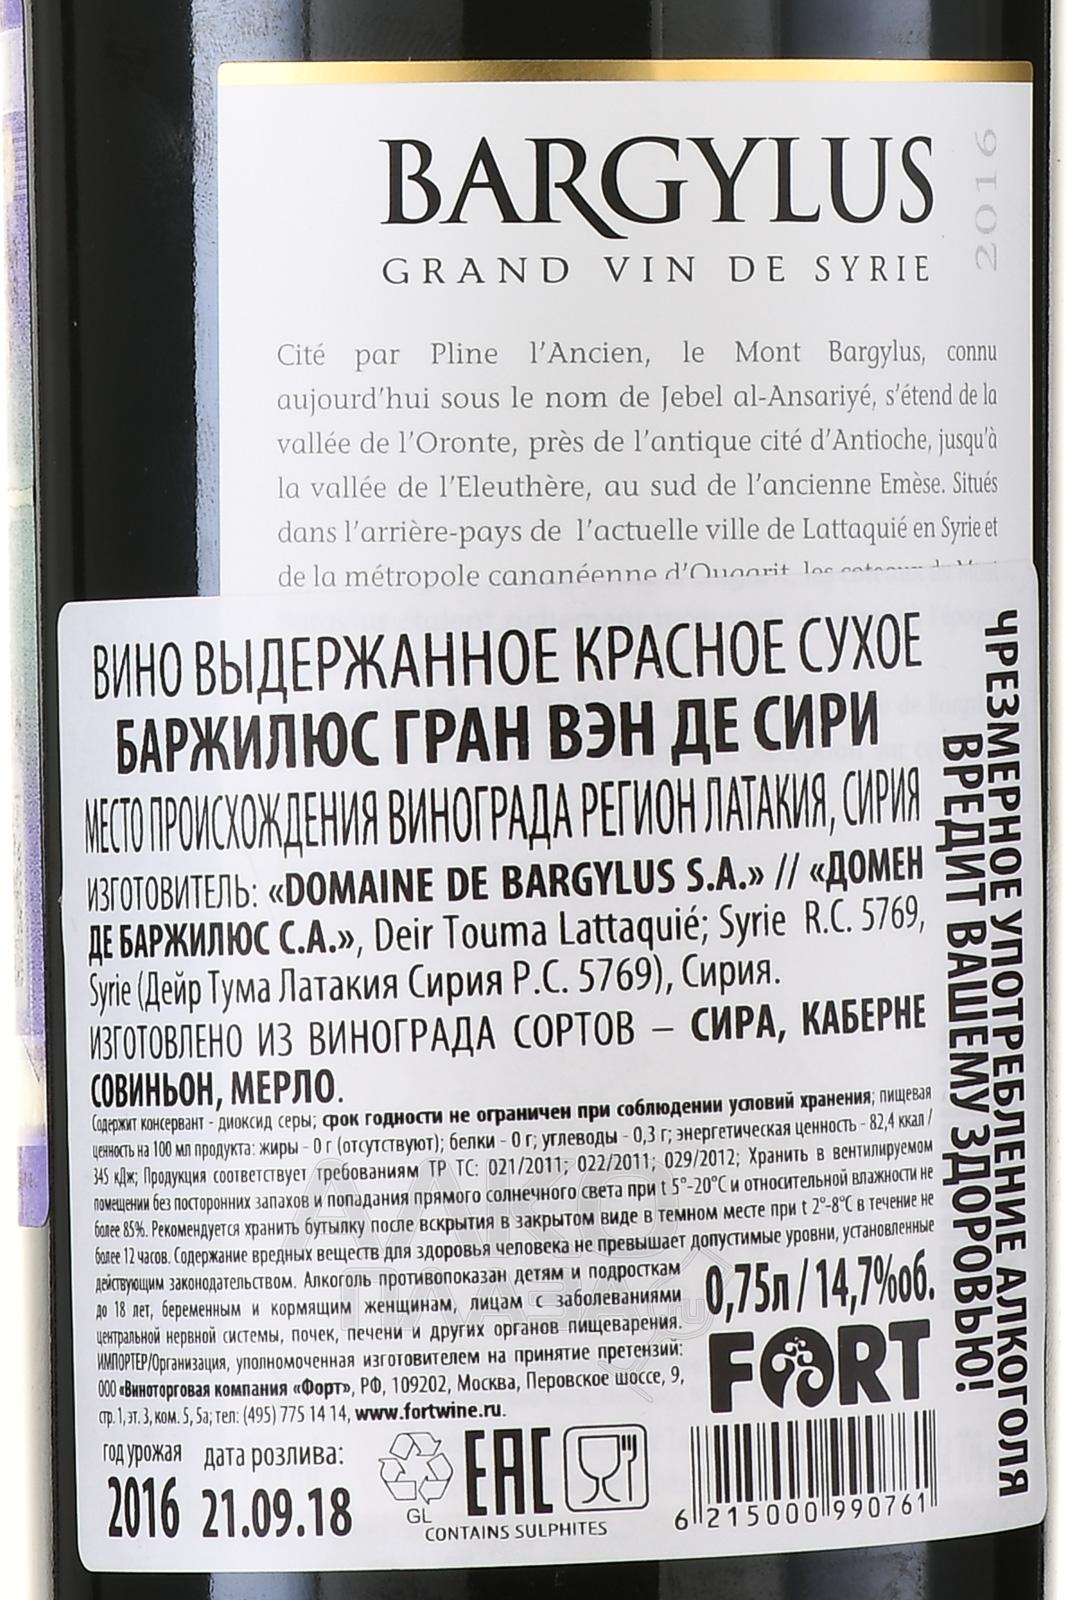 BARGYLUS
2016
GRAND VIN DE SYRIE
Cité par Pline l'Ancien, le Mont Bargylus, connu
aujourd'hui sous le nom de Jebel al-Ansariyé, s'étend de la
vallée de l'Oronte, près de l'antique cité d'Antioche, jusqu'à
la vallée de l'Eleuthère, au sud de l'ancienne Emèse. Situés
dans l'arrière-pays de l'actuelle ville de Lattaquié en Syrie et
de la métropole cananéenne d'Ougarit, les coteaux du Mont
ВИНО ВЫДЕРЖАННОЕ КРАСНОЕ СУХОЕ
БАРЖИЛЮС ГРАН ВЭН ДЕ СИРИ
МЕСТО ПРОИСХОЖДЕНИЯ ВИНОГРАДА РЕГИОН ЛАТАКИЯ, СИРИЯ
ИЗГОТОВИТЕЛЬ: «DOMAINE DE BARGYLUS S.A.» // «ДОМЕН
ДЕ БАРЖИЛЮС С.А.», Deir Touma Lattaquié; Syrie R.C. 5769,
Syrie (Дейр Тума Латакия Сирия Р.С. 5769), Сирия.
ИЗГОТОВЛЕНО ИЗ ВИНОГРАДА СОРТОВ – СИРА, КАБЕРНЕ
СОВИНЬОН, МЕРЛО.
Содержит консервант - диоксид серы; срок годности не ограничен при соблюдении условий хранения; пищевая
ценность на 100 мл продукта: жиры - 0 г (отсутствуют); белки - 0 г; углеводы - 0,3 г; энергетическая ценность - 82,4 ккал /
345 кДж; Продукция соответствует требованиям ТР ТС: 021/2011; 022/2011; 029/2012; Хранить в вентилируемом
помещении без посторонних запахов и попадания прямого солнечного света при t 5°-20°С и относительной влажности не
более 85%. Рекомендуется хранить бутылку после вскрытия в закрытом виде в темном месте при t 2°-8°С в течение не
более 12 часов. Содержание вредных веществ для здоровья человека не превышает допустимые уровни, установленные
действующим законодательством. Алкоголь противопоказан детям и подросткам
до 18 лет, беременным и кормящим женщинам, лицам с заболеваниями
центральной нервной системы, почек, печени и других органов пищеварения.
ИМПОРТЕР/Организация, уполномоченная изготовителем на принятие претензий:
ООО «Виноторговая компания «Форт», РФ, 109202, Москва, Перовское шоссе, 9,
стр. 1, эт. 3, ком. 5, 5а; тел: (495) 775 14 14, www.fortwine.ru.
0,75л / 14,7%об.
FORT
год урожая дата розлива:
2016 21.09.18
GL
EAC
CONTAINS SULPHITES
6 215000 990761
ЧРЕЗМЕРНОЕ УПОТРЕБЛЕНИЕ АЛКОГОЛЯ
ВРЕДИТ ВАШЕМУ ЗДОРОВЬЮ!
АЛКО
ПЛАЗА
.ru